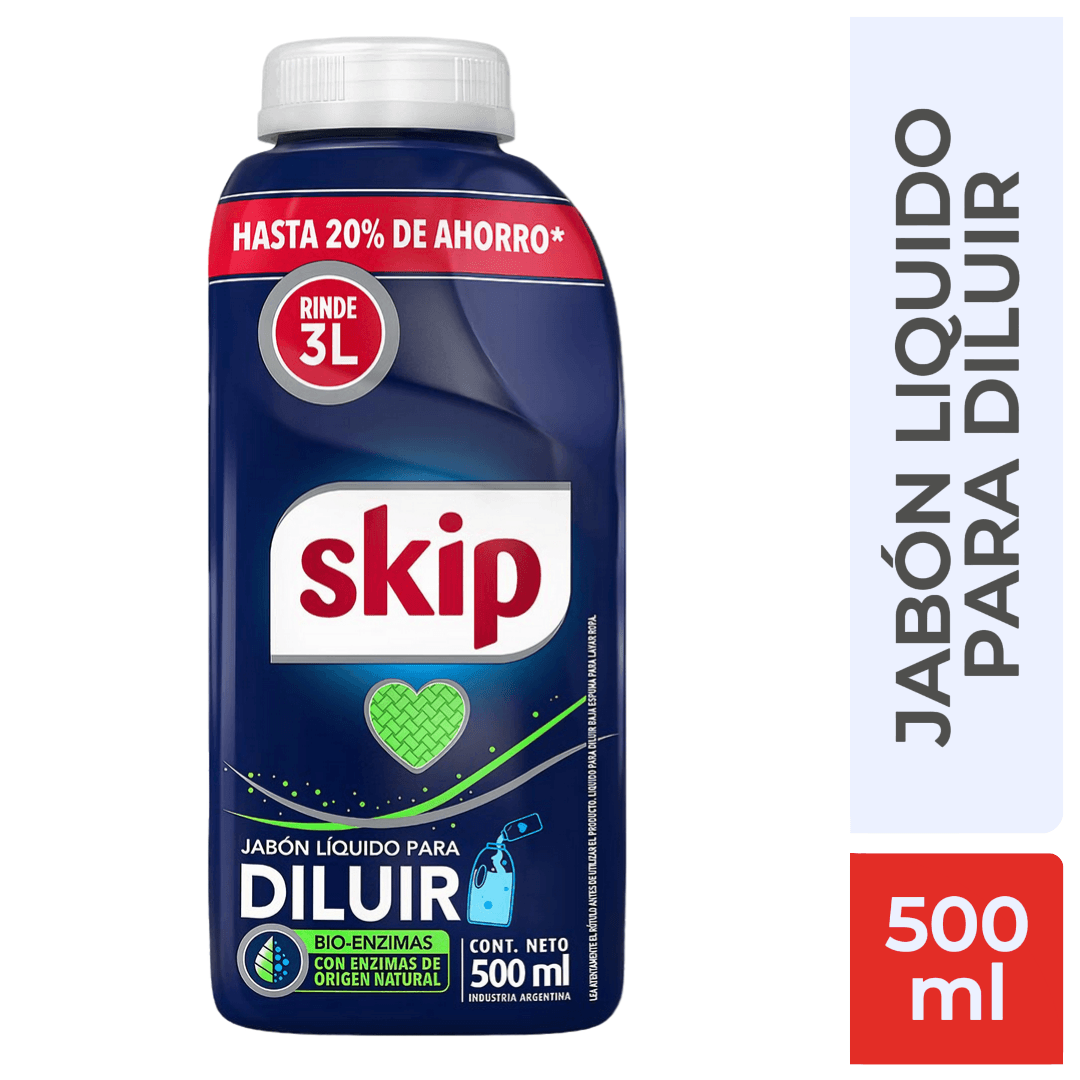 HASTA 20% DE AHORRO*
RINDE
3L
skip
JABÓN LÍQUIDO PARA
DILUIR
BIO-ENZIMAS
CON ENZIMAS DE
ORIGEN NATURAL
CONT. NETO
500 ml
INDUSTRIA ARGENTINA
LEA ATENTAMENTE EL RÓTULO ANTES DE UTILIZAR EL PRODUCTO. LIQUIDO PARA DILUIR BAJA ESPUMA PARA LAVAR ROPA.
JABÓN LIQUIDO
PARA DILUIR
500
ml